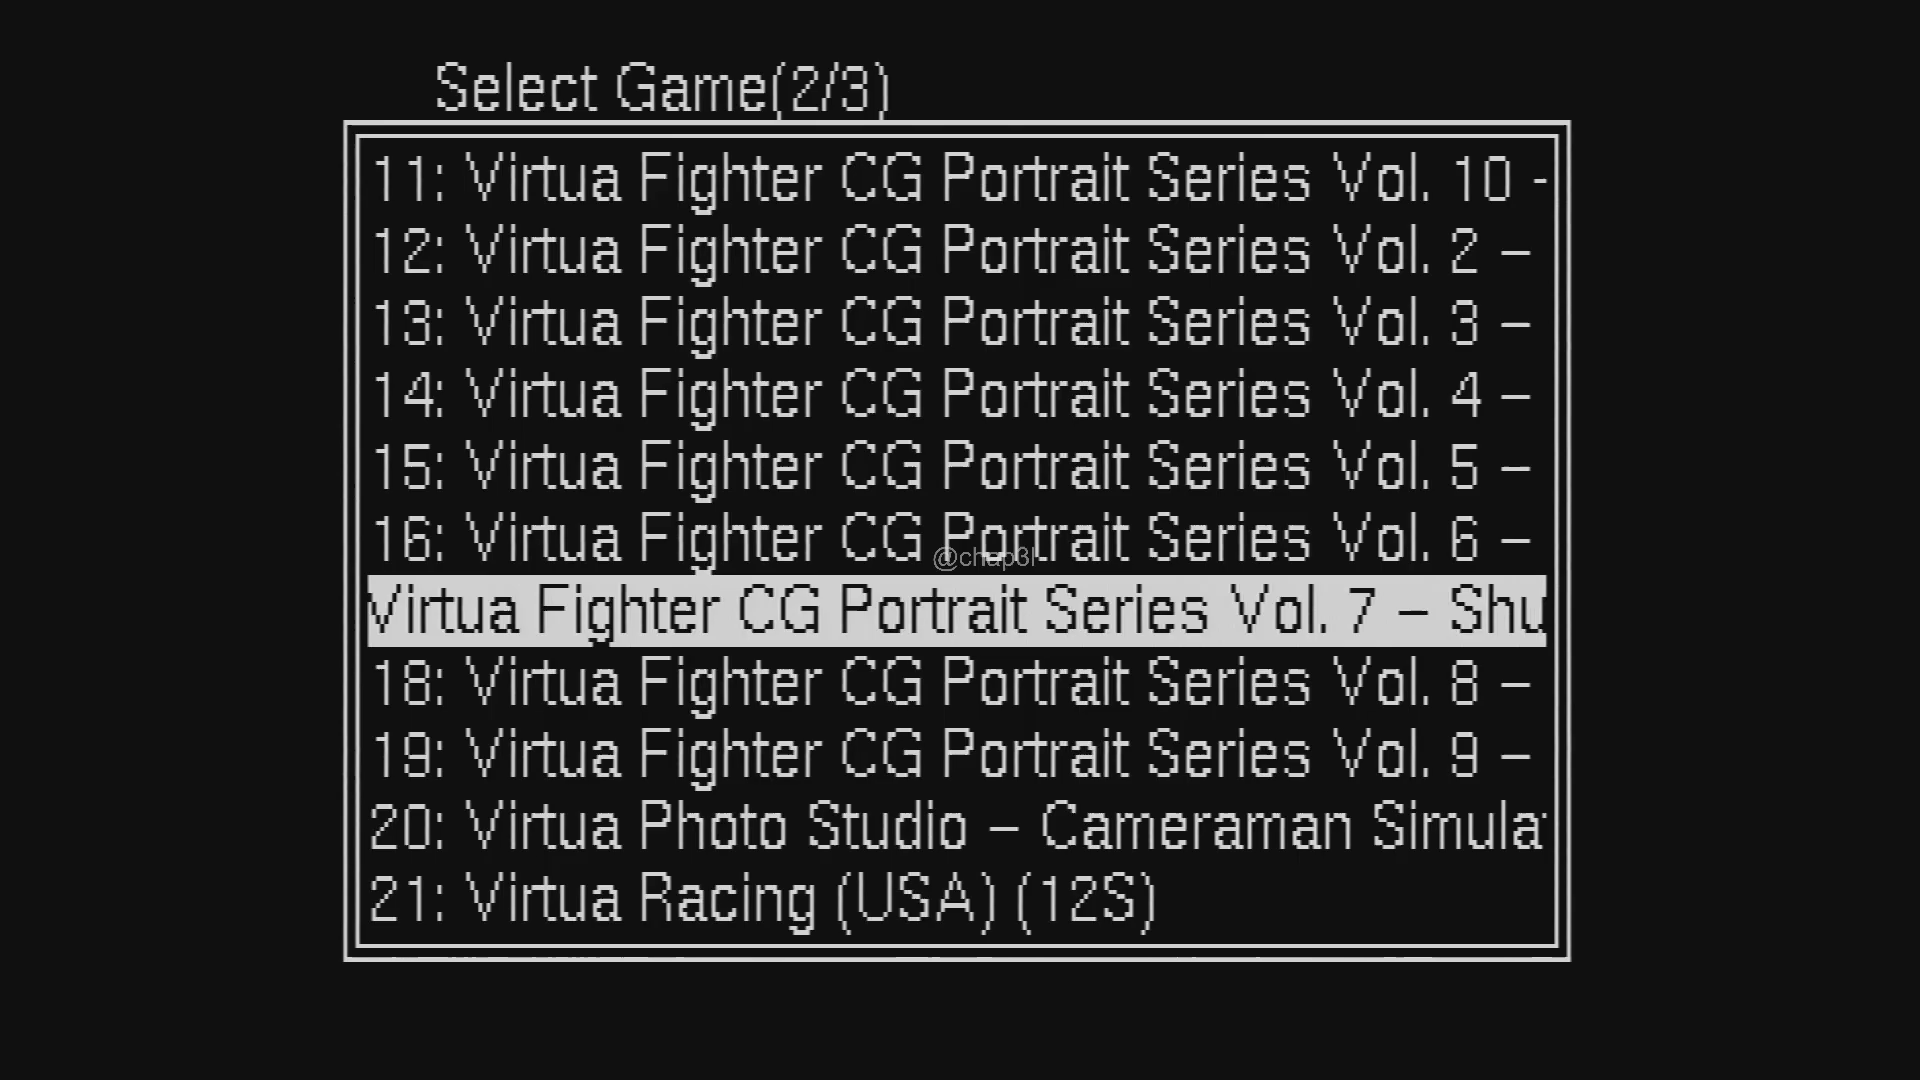 Select Game(2/3)
11: Virtua Fighter CG Portrait Series Vol. 10 -
12: Virtua Fighter CG Portrait Series Vol. 2 –
13: Virtua Fighter CG Portrait Series Vol. 3 –
14: Virtua Fighter CG Portrait Series Vol. 4 –
15: Virtua Fighter CG Portrait Series Vol. 5 –
16: Virtua Fighter CG Portrait Series Vol. 6 –
@chap3l
Virtua Fighter CG Portrait Series Vol. 7 – Shu
18: Virtua Fighter CG Portrait Series Vol. 8 –
19: Virtua Fighter CG Portrait Series Vol. 9 –
20: Virtua Photo Studio – Cameraman Simula
21: Virtua Racing (USA) (12S)